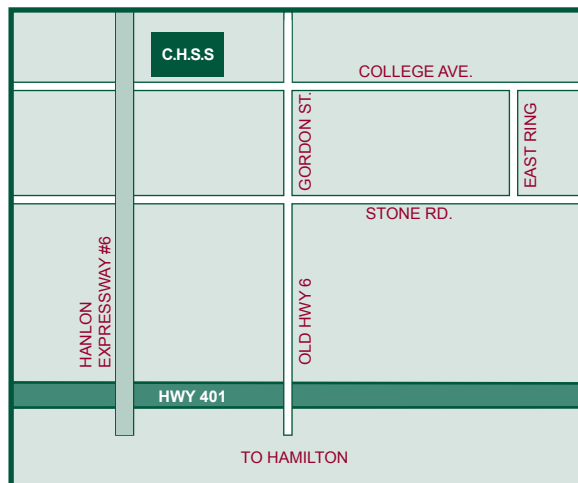 C.H.S.S
COLLEGE AVE.
GORDON ST.
EAST RING
STONE RD.
HANLON
EXPRESSWAY #6
OLD HWY 6
HWY 401
TO HAMILTON